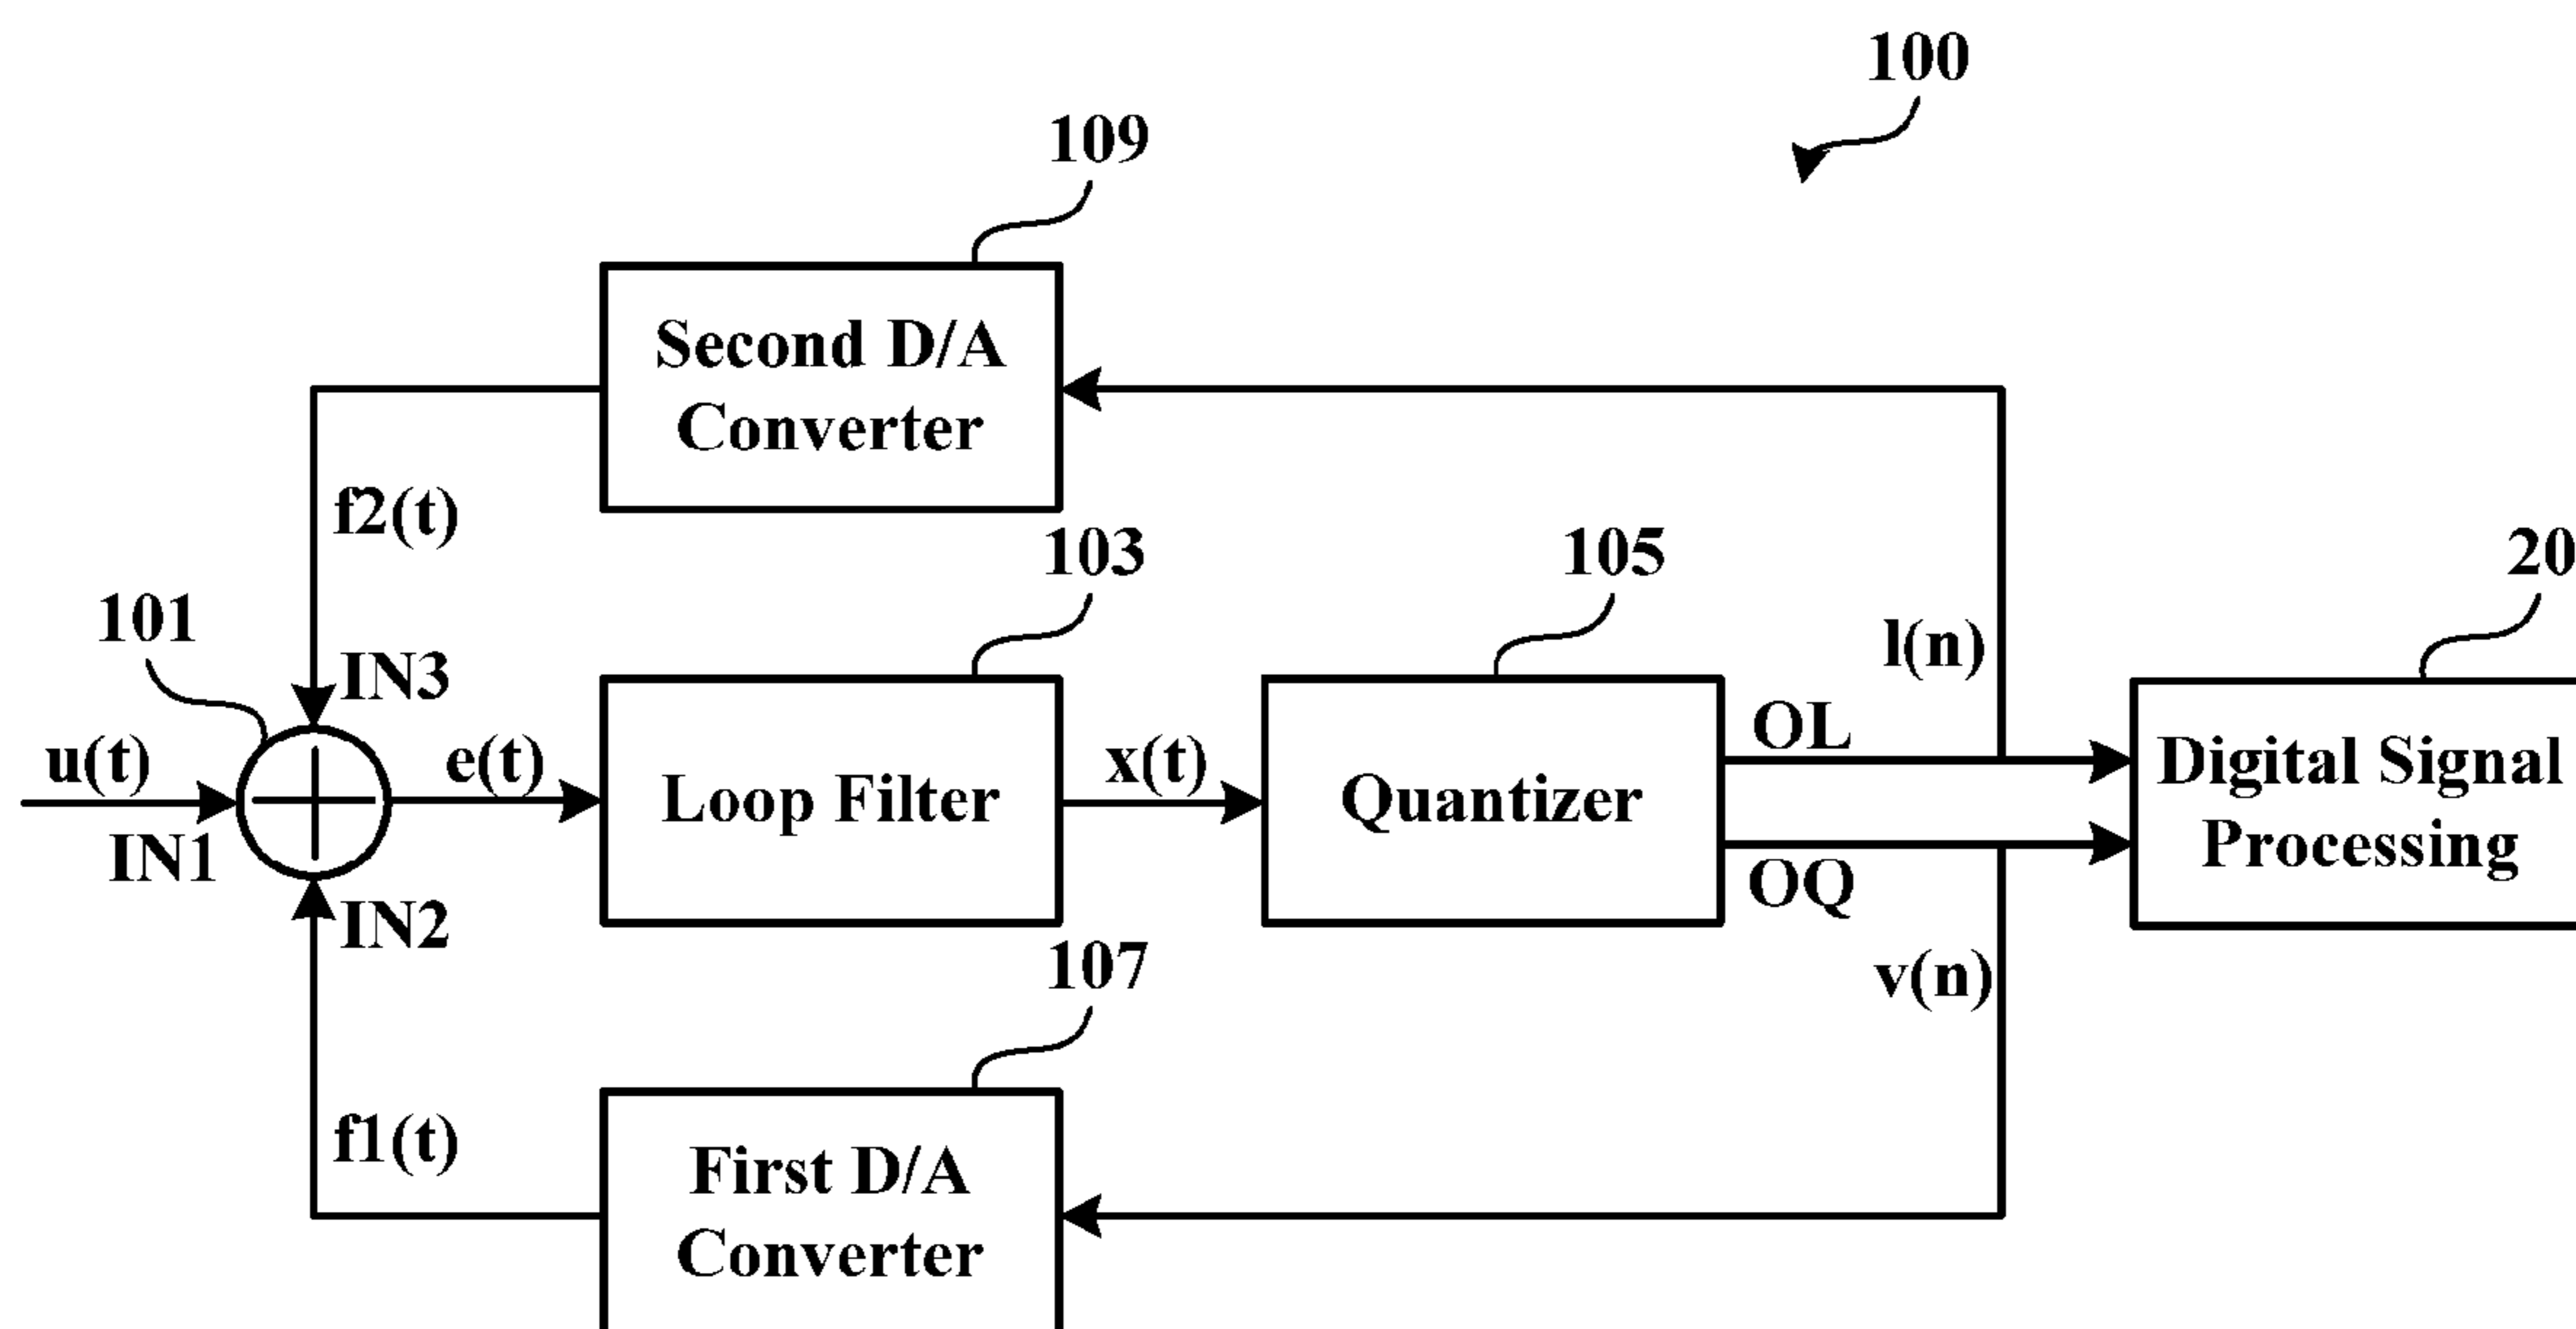 100
109
Second D/A
Converter
f2(t)
103
105
20
101
IN3
l(n)
u(t)
e(t)
Loop Filter
x(t)
Quantizer
OL
Digital Signal
Processing
IN1
OQ
IN2
107
v(n)
f1(t)
First D/A
Converter